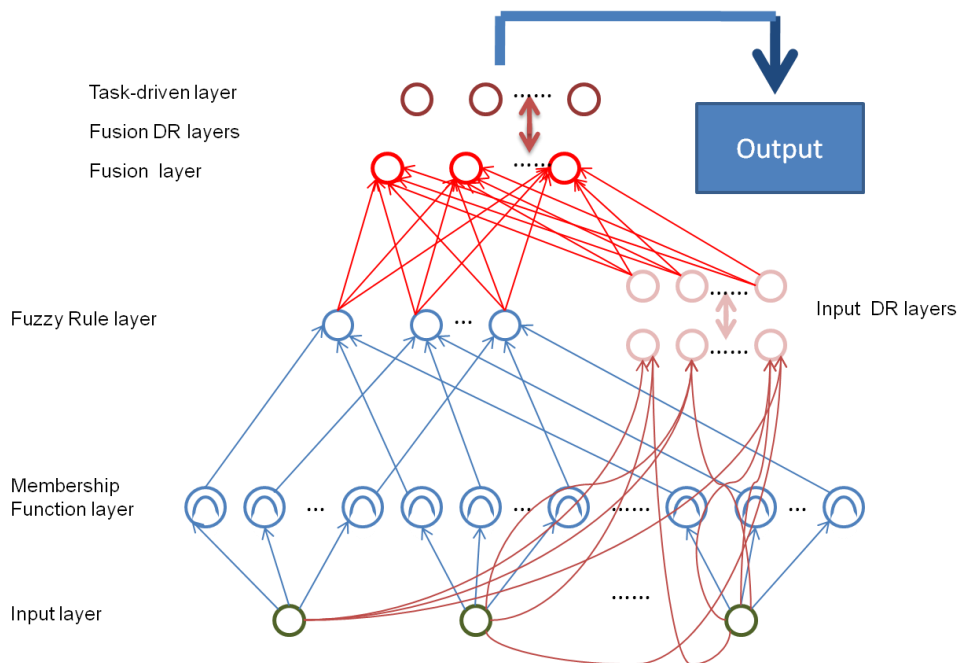 Task-driven layer
Fusion DR layers
Fusion layer
Output
Input DR layers
Fuzzy Rule layer
Membership
Function layer
Input layer